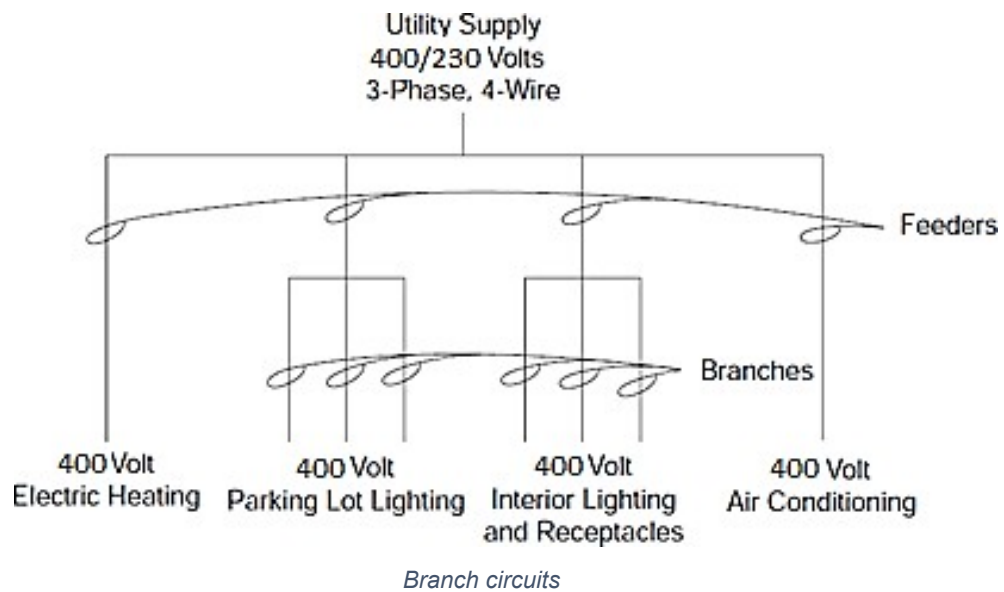 Utility Supply
400/230 Volts
3-Phase, 4-Wire
Feeders
Branches
400 Volt
Electric Heating
400 Volt
Parking Lot Lighting
400 Volt
Interior Lighting
and Receptacles
400 Volt
Air Conditioning
Branch circuits